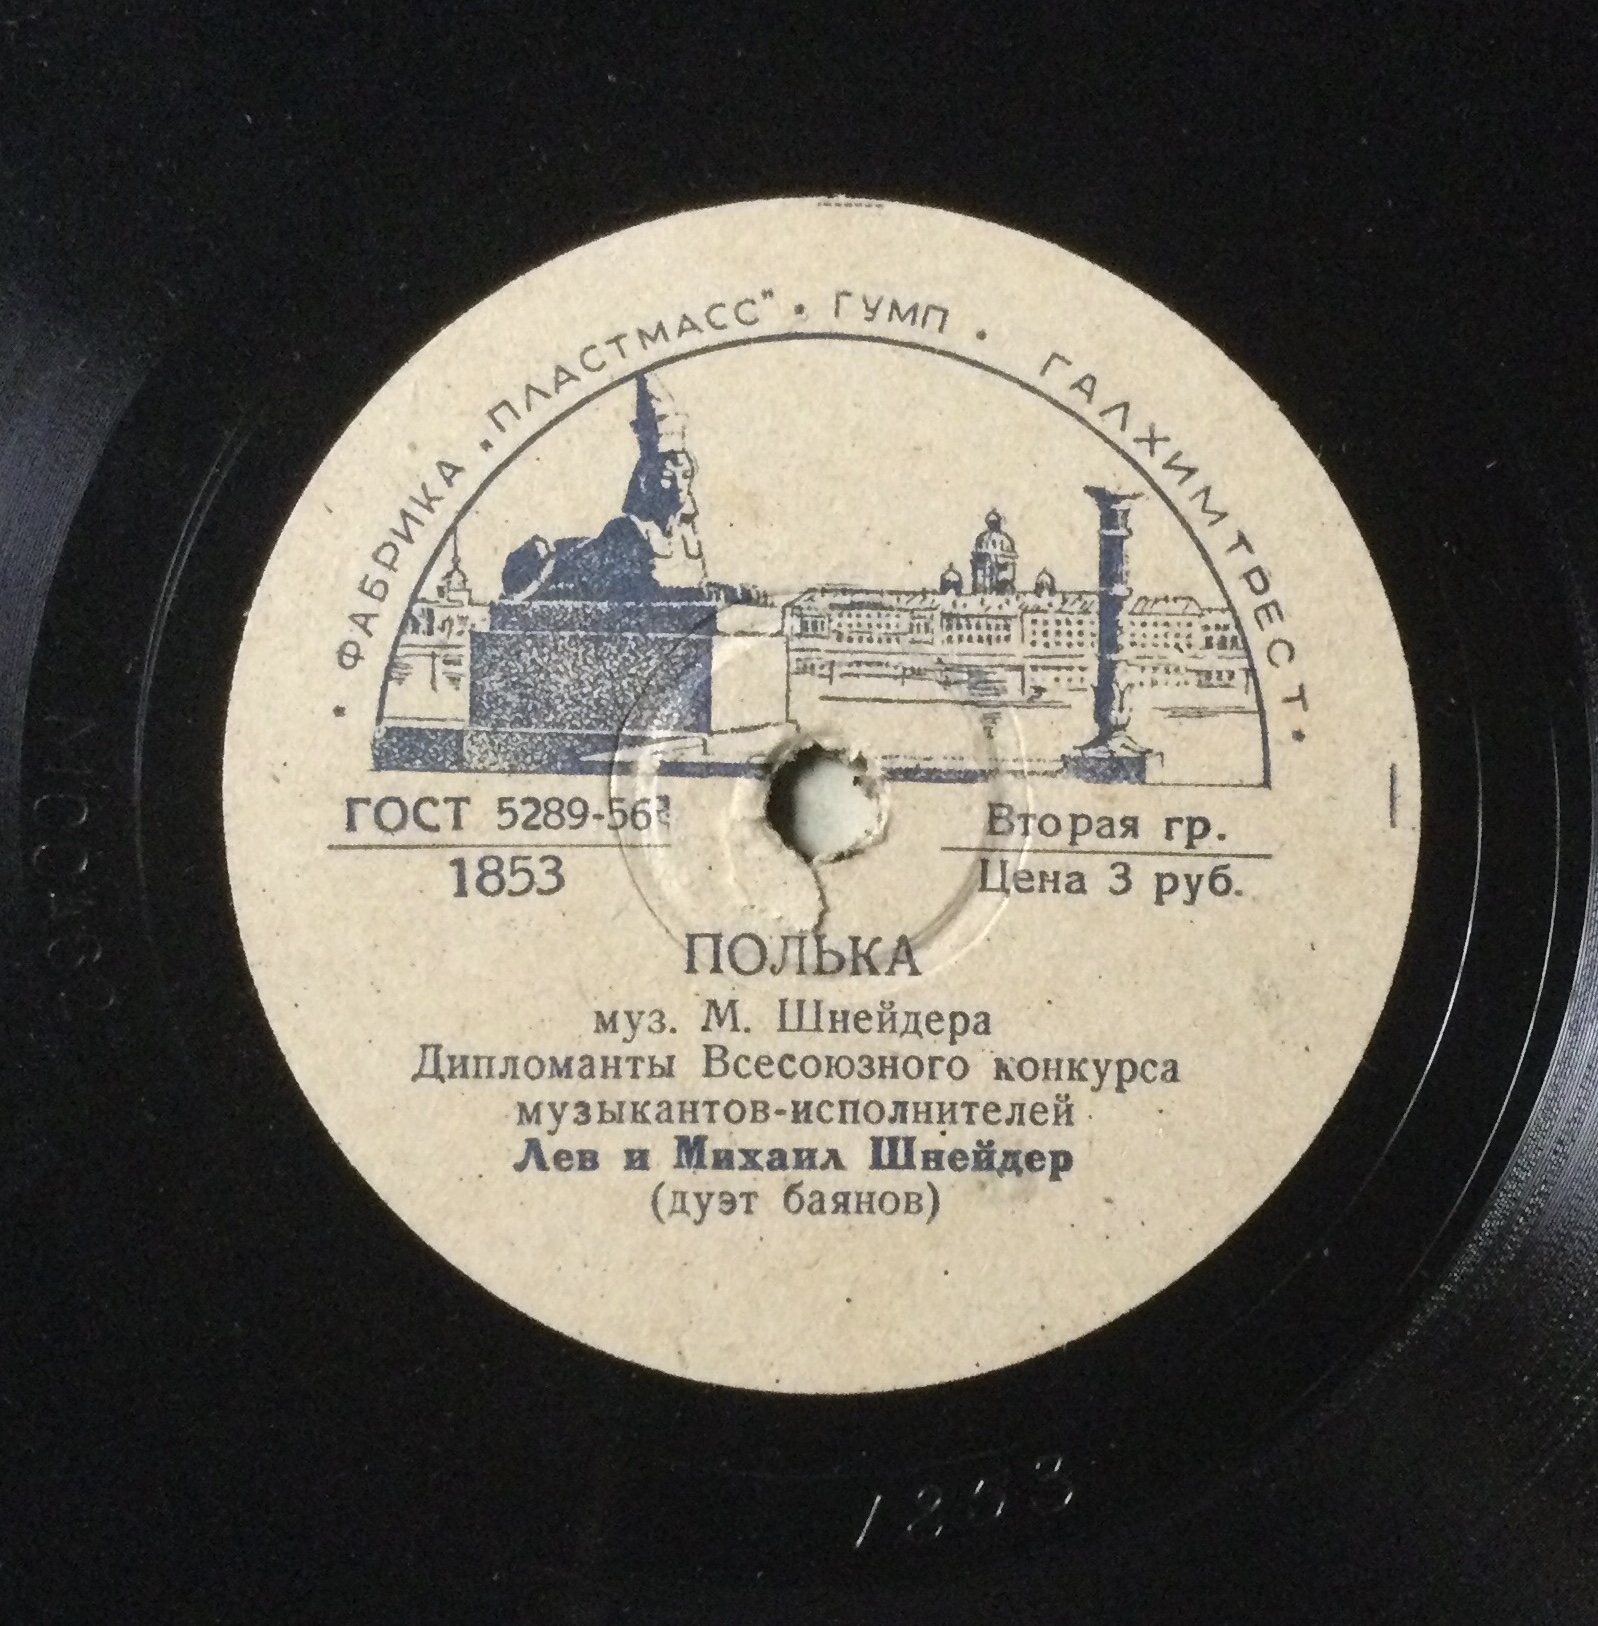 • ФАБРИКА „ПЛАСТМАСС" • ГУМП • ГАЛХИМТРЕСТ •
ГОСТ 5289-56г
1853
Вторая гр.
Цена 3 руб.
ПОЛЬКА
муз. М. Шнейдера
Дипломанты Всесоюзного конкурса
музыкантов-исполнителей
Лев и Михаил Шнейдер
(дуэт баянов)